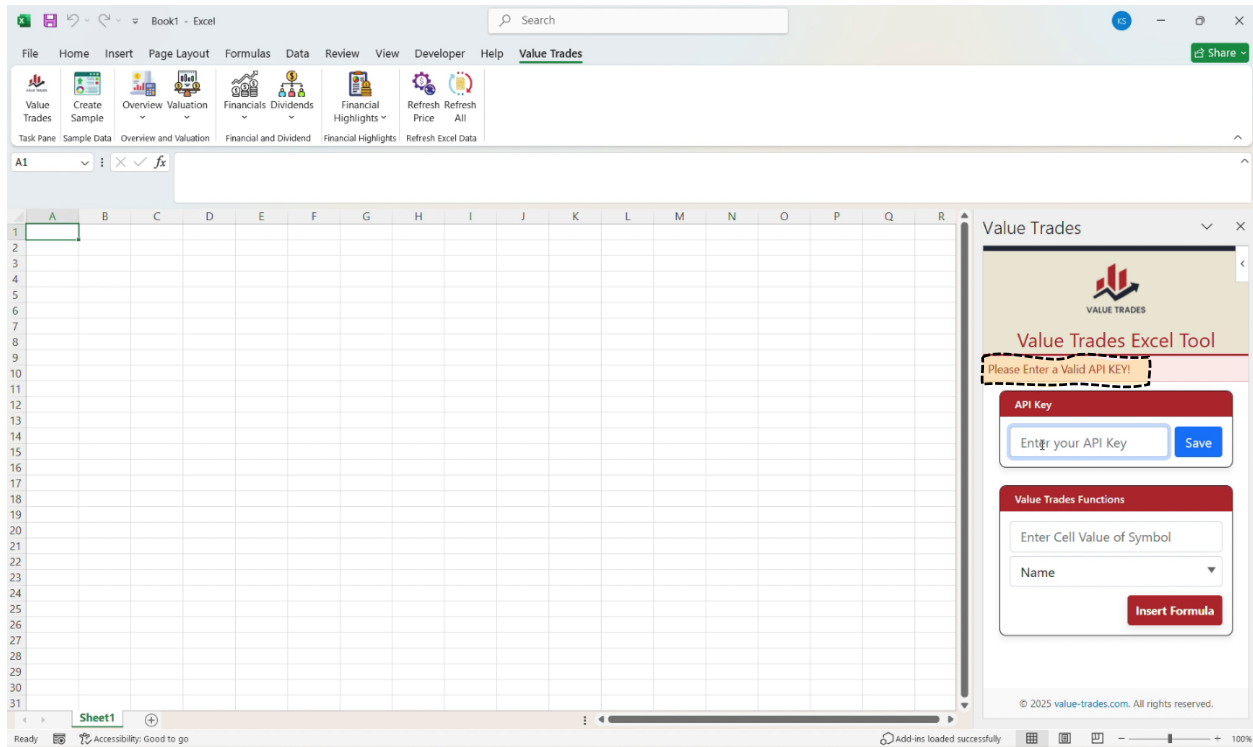 Book1 - Excel
Search
KS
File Home Insert Page Layout Formulas Data Review View Developer Help Value Trades
Share
Value Trades
Create Sample
Overview
Valuation
Financials
Dividends
Financial Highlights
Refresh Price
Refresh All
Task Pane Sample Data Overview and Valuation Financial and Dividend Financial Highlights Refresh Excel Data
A1 fx
A B C D E F G H I J K L M N O P Q R
1
2
3
4
5
6
7
8
9
10
11
12
13
14
15
16
17
18
19
20
21
22
23
24
25
26
27
28
29
30
31
Value Trades
VALUE TRADES
Value Trades Excel Tool
Please Enter a Valid API KEY!
API Key
Enter your API Key
Save
Value Trades Functions
Enter Cell Value of Symbol
Name
Insert Formula
© 2025 value-trades.com. All rights reserved.
Sheet1
Ready Accessibility: Good to go Add-ins loaded successfully 100%